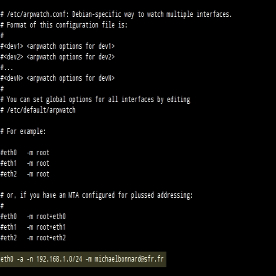 # /etc/arpwatch.conf: Debian-specific way to watch multiple interfaces.
# Format of this configuration file is:
#
#<dev1> <arpwatch options for dev1>
#<dev2> <arpwatch options for dev2>
#...
#<devN> <arpwatch options for devN>
#
# You can set global options for all interfaces by editing
# /etc/default/arpwatch

# For example:

#eth0 -m root
#eth1 -m root
#eth2 -m root

# or, if you have an MTA configured for plussed addressing:
#
#eth0 -m root+eth0
#eth1 -m root+eth1
#eth2 -m root+eth2

eth0 -a -n 192.168.1.0/24 -m michaelbonnard@sfr.fr